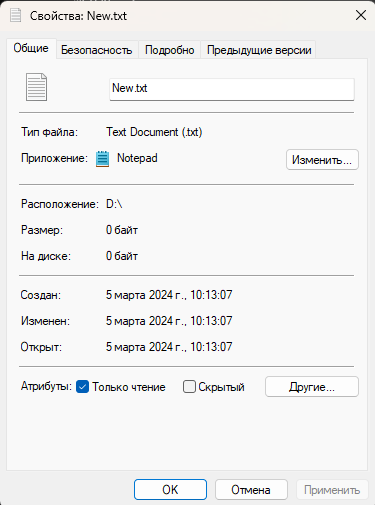 Свойства: New.txt
Общие Безопасность Подробно Предыдущие версии
New.txt
Тип файла: Text Document (.txt)
Приложение: Notepad Изменить...
Расположение: D:\
Размер: 0 байт
На диске: 0 байт
Создан: 5 марта 2024 г., 10:13:07
Изменен: 5 марта 2024 г., 10:13:07
Открыт: 5 марта 2024 г., 10:13:07
Атрибуты: Только чтение Скрытый Другие...
OK Отмена Применить